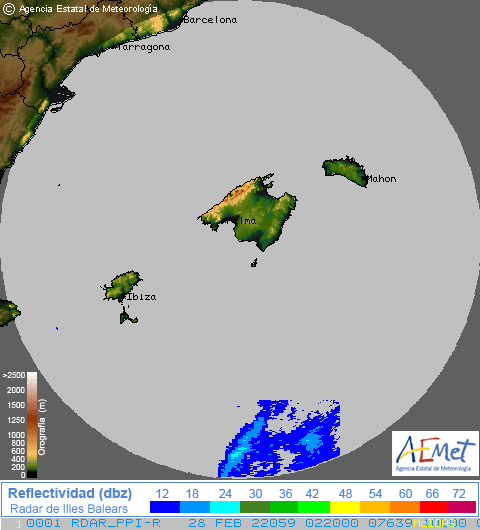 © Agencia Estatal de Meteorología
Barcelona
Tarragona
Mahon
lma
Ibiza
>2500
2000
1500
1250
1000
800
600
400
200
0
Orografía (m)
AEMet
Agencia Estatal de Meteorología
Reflectividad (dbz)
Radar de Illes Balears
12 18 24 30 36 42 48 54 60 66 72
1 0001 RDAR_PPI-R 28 FEB 22059 022000 07639